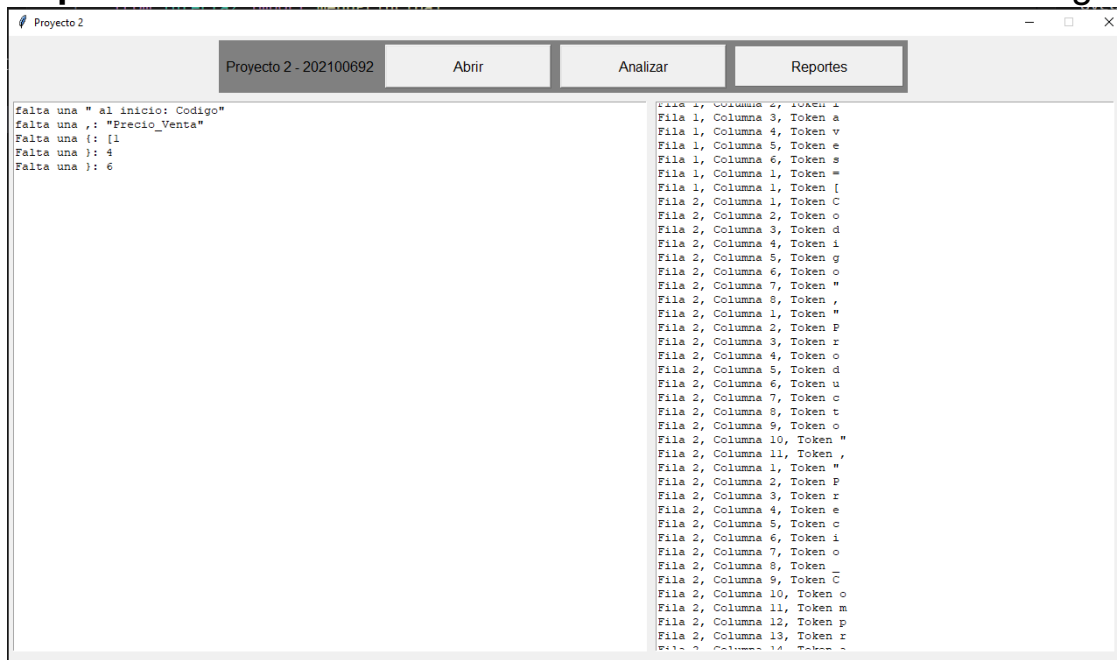 Proyecto 2
Proyecto 2 - 202100692
Abrir
Analizar
Reportes
falta una " al inicio: Codigo"
falta una ,: "Precio_Venta"
Falta una {: [1
Falta una }: 4
Falta una }: 6
Fila 1, Columna 2, Token l
Fila 1, Columna 3, Token a
Fila 1, Columna 4, Token v
Fila 1, Columna 5, Token e
Fila 1, Columna 6, Token s
Fila 1, Columna 1, Token =
Fila 1, Columna 1, Token [
Fila 2, Columna 1, Token C
Fila 2, Columna 2, Token o
Fila 2, Columna 3, Token d
Fila 2, Columna 4, Token i
Fila 2, Columna 5, Token g
Fila 2, Columna 6, Token o
Fila 2, Columna 7, Token "
Fila 2, Columna 8, Token ,
Fila 2, Columna 1, Token "
Fila 2, Columna 2, Token P
Fila 2, Columna 3, Token r
Fila 2, Columna 4, Token o
Fila 2, Columna 5, Token d
Fila 2, Columna 6, Token u
Fila 2, Columna 7, Token c
Fila 2, Columna 8, Token t
Fila 2, Columna 9, Token o
Fila 2, Columna 10, Token "
Fila 2, Columna 11, Token ,
Fila 2, Columna 1, Token "
Fila 2, Columna 2, Token P
Fila 2, Columna 3, Token r
Fila 2, Columna 4, Token e
Fila 2, Columna 5, Token c
Fila 2, Columna 6, Token i
Fila 2, Columna 7, Token o
Fila 2, Columna 8, Token _
Fila 2, Columna 9, Token C
Fila 2, Columna 10, Token o
Fila 2, Columna 11, Token m
Fila 2, Columna 12, Token p
Fila 2, Columna 13, Token r
Fila 2, Columna 14, Token a